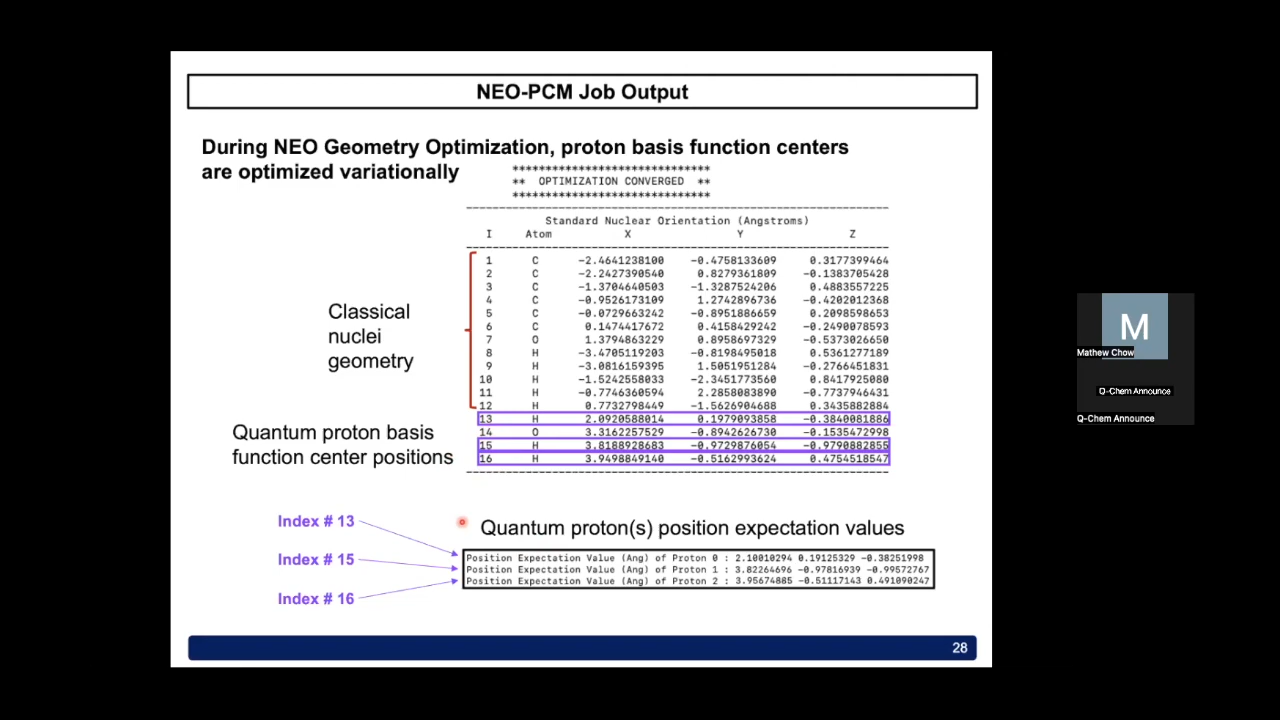 NEO-PCM Job Output
During NEO Geometry Optimization, proton basis function centers
are optimized variationally
******************************
** OPTIMIZATION CONVERGED **
******************************
Standard Nuclear Orientation (Angstroms)
I Atom X Y Z
1 C -2.4641238100 -0.4758133609 0.3177399464
2 C -2.2427390540 0.8279361809 -0.1383705428
3 C -1.3704640503 -1.3287524206 0.4883557225
4 C -0.9526173109 1.2742896736 -0.4202012368
5 C -0.0729663242 -0.8951886659 0.2098598653
6 C 0.1474417672 0.4158429242 -0.2490078593
7 O 1.3794863229 0.8958697329 -0.5373026650
8 H -3.4705119203 -0.8198495018 0.5361277189
9 H -3.0816159395 1.5051951284 -0.2766451831
10 H -1.5242558033 -2.3451773560 0.8417925080
11 H -0.7746360594 2.2858083890 -0.7737946431
12 H 0.7732798449 -1.5626904688 0.3435882884
13 H 2.0920588014 0.1979093858 -0.3840081886
14 O 3.3162257529 -0.8942626730 -0.1535472998
15 H 3.8188928683 -0.9729876054 -0.9790882855
16 H 3.9498849140 -0.5162993624 0.4754518547
Classical
nuclei
geometry
Quantum proton basis
function center positions
Index # 13
Index # 15
Index # 16
Quantum proton(s) position expectation values
Position Expectation Value (Ang) of Proton 0 : 2.10010294 0.19125329 -0.38251998
Position Expectation Value (Ang) of Proton 1 : 3.82264696 -0.97816939 -0.99572767
Position Expectation Value (Ang) of Proton 2 : 3.95674885 -0.51117143 0.491090247
28
M
Mathew Chow
Q-Chem Announce
Q-Chem Announce